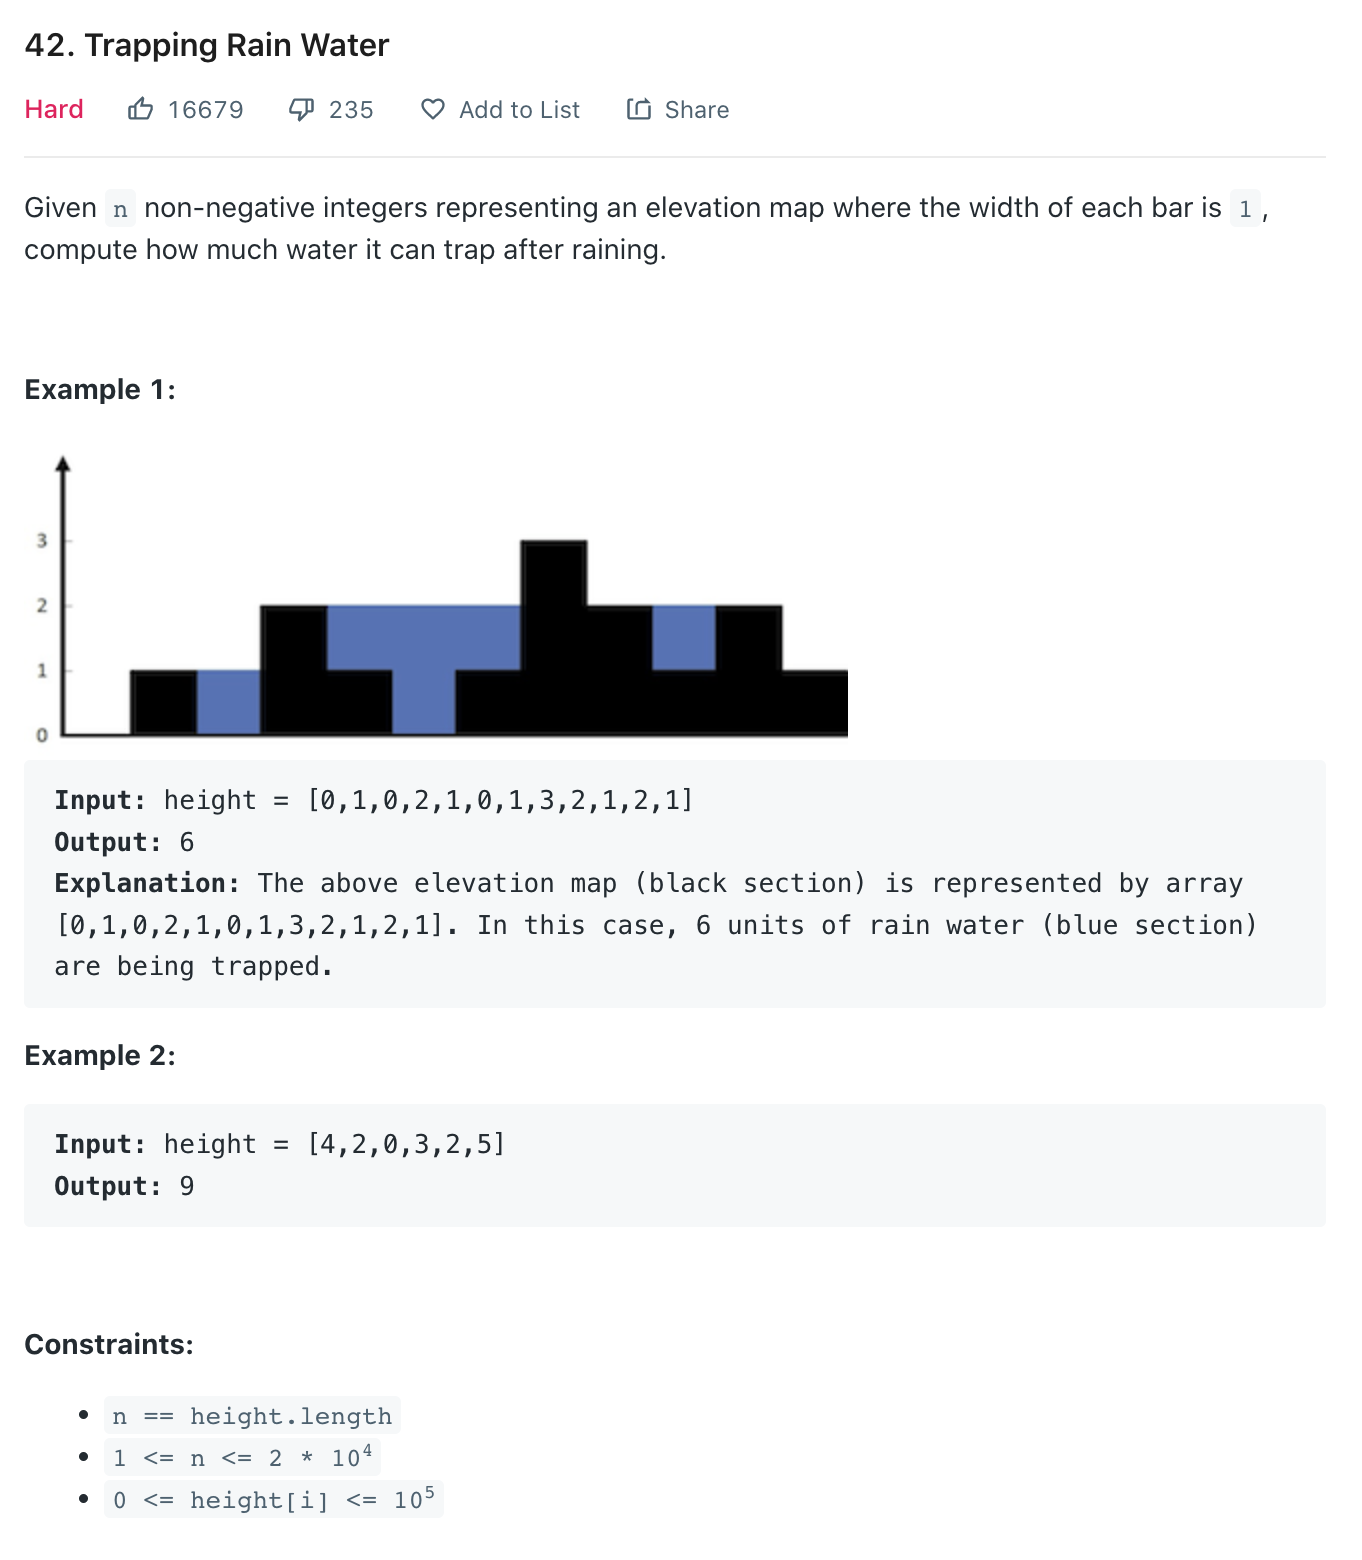 42. Trapping Rain Water
Hard 16679 235 Add to List Share
Given n non-negative integers representing an elevation map where the width of each bar is 1,
compute how much water it can trap after raining.
Example 1:
3
2
1
0
Input: height = [0,1,0,2,1,0,1,3,2,1,2,1]
Output: 6
Explanation: The above elevation map (black section) is represented by array
[0,1,0,2,1,0,1,3,2,1,2,1]. In this case, 6 units of rain water (blue section)
are being trapped.
Example 2:
Input: height = [4,2,0,3,2,5]
Output: 9
Constraints:
• n == height.length
• 1 <= n <= 2 * 10⁴
• 0 <= height[i] <= 10⁵